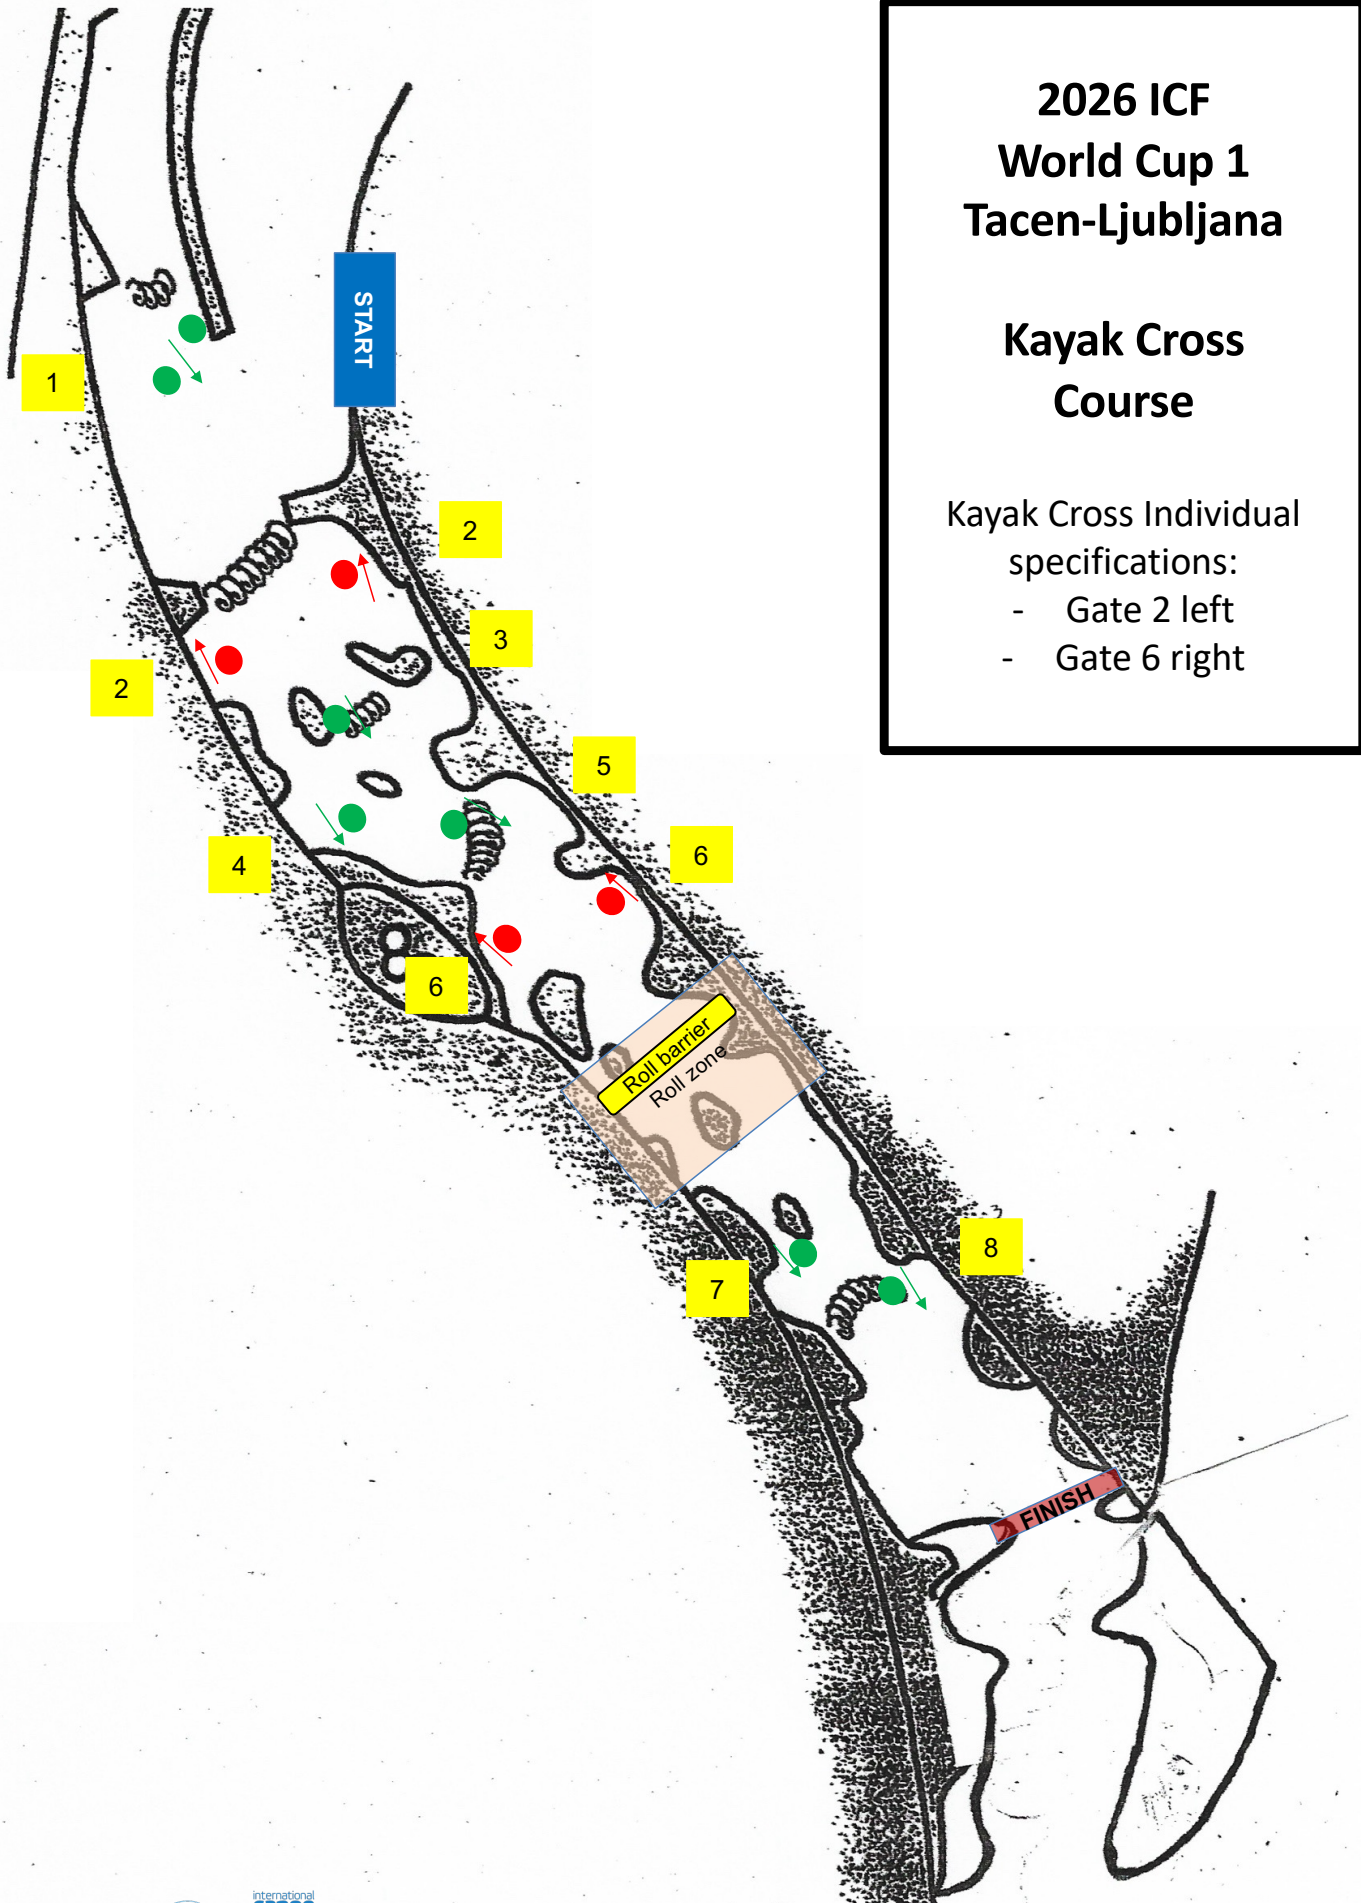 2026 ICF
World Cup 1
Tacen-Ljubljana
Kayak Cross
Course
Kayak Cross Individual
specifications:
- Gate 2 left
- Gate 6 right
START
1
2
3
2
5
6
4
6
Roll barrier
Roll zone
8
7
FINISH
international